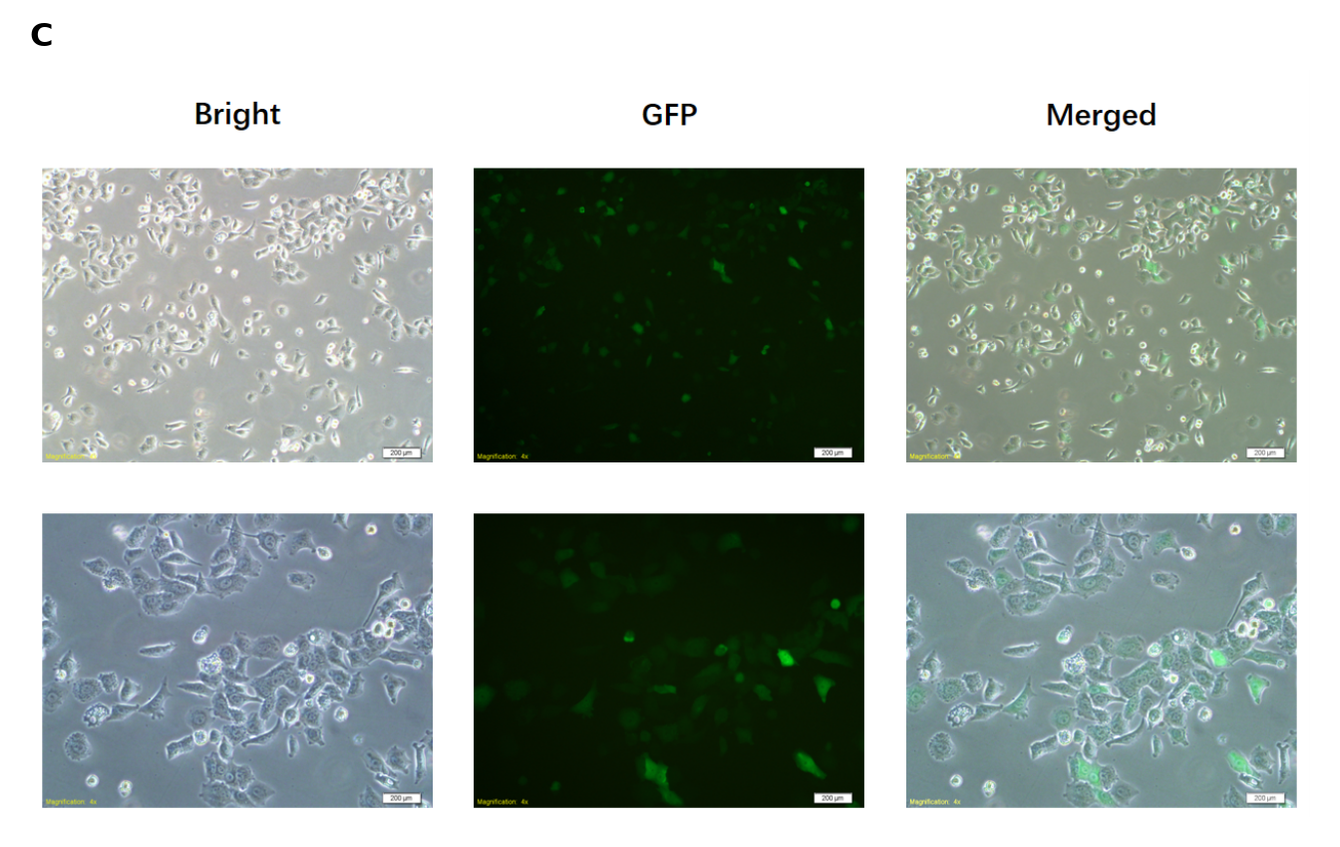 C
Bright GFP Merged
Magnification: 200 μm Magnification: 4x 200 μm Magnification: 200 μm
Magnification: 4x 200 μm Magnification: 4x 200 μm Magnification: 4x 200 μm